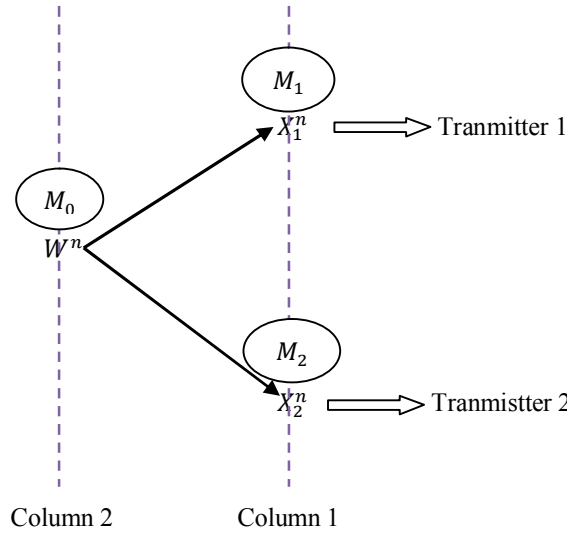 M₁
X₁ⁿ Tranmitter 1
M₀
Wⁿ
M₂
X₂ⁿ Tranmistter 2
Column 2 Column 1